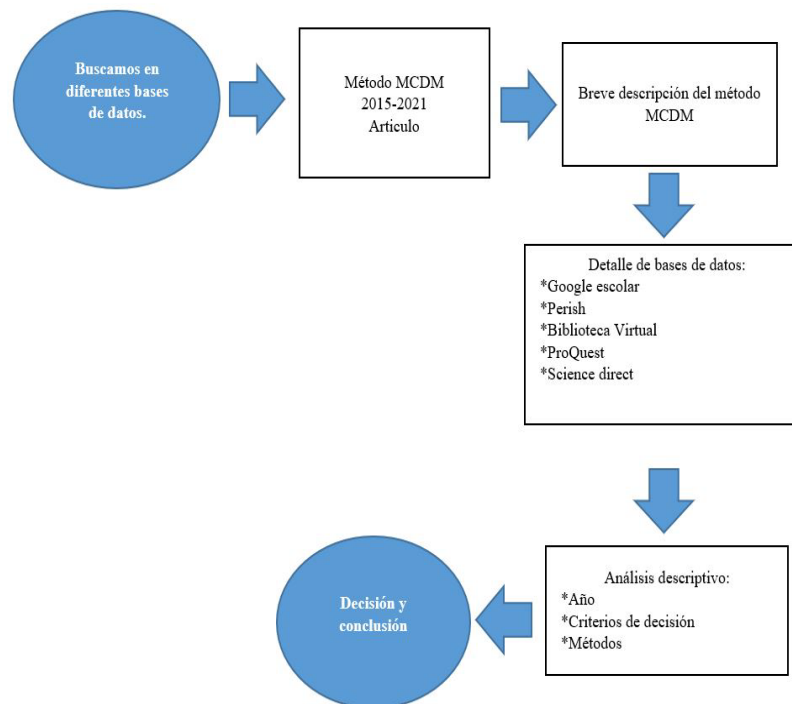 Buscamos en
diferentes bases
de datos.
Método MCDM
2015-2021
Articulo
Breve descripción del método
MCDM
Detalle de bases de datos:
*Google escolar
*Perish
*Biblioteca Virtual
*ProQuest
*Science direct
Análisis descriptivo:
*Año
*Criterios de decisión
*Métodos
Decisión y
conclusión